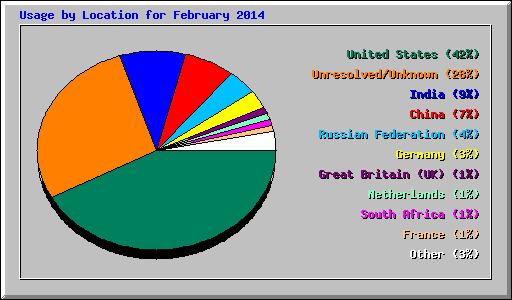 Usage by Location for February 2014
United States (42%)
Unresolved/Unknown (28%)
India (9%)
China (7%)
Russian Federation (4%)
Germany (3%)
Great Britain (UK) (1%)
Netherlands (1%)
South Africa (1%)
France (1%)
Other (3%)